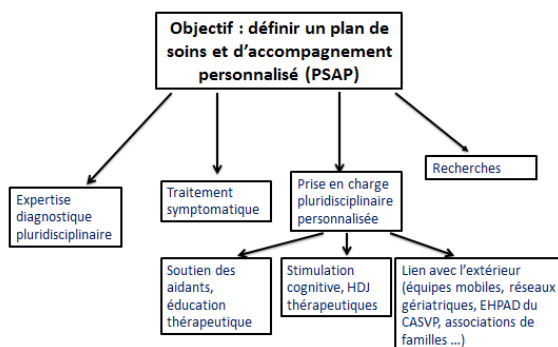 Objectif : définir un plan de
soins et d'accompagnement
personnalisé (PSAP)
Expertise
diagnostique
pluridisciplinaire
Traitement
symptomatique
Prise en charge
pluridisciplinaire
personnalisée
Recherches
Soutien des
aidants,
éducation
thérapeutique
Stimulation
cognitive, HDJ
thérapeutiques
Lien avec l'extérieur
(équipes mobiles, réseaux
gériatriques, EHPAD du
CASVP, associations de
familles ...)